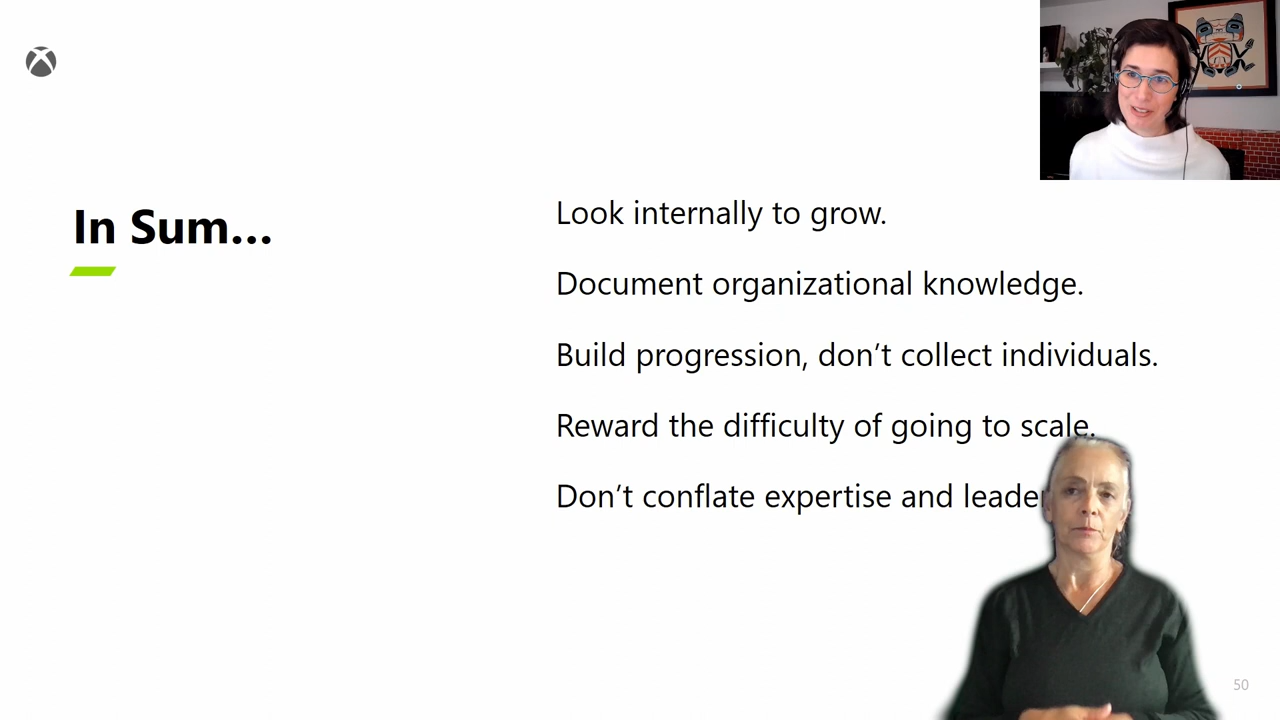 In Sum...
Look internally to grow.
Document organizational knowledge.
Build progression, don’t collect individuals.
Reward the difficulty of going to scale.
Don’t conflate expertise and
50